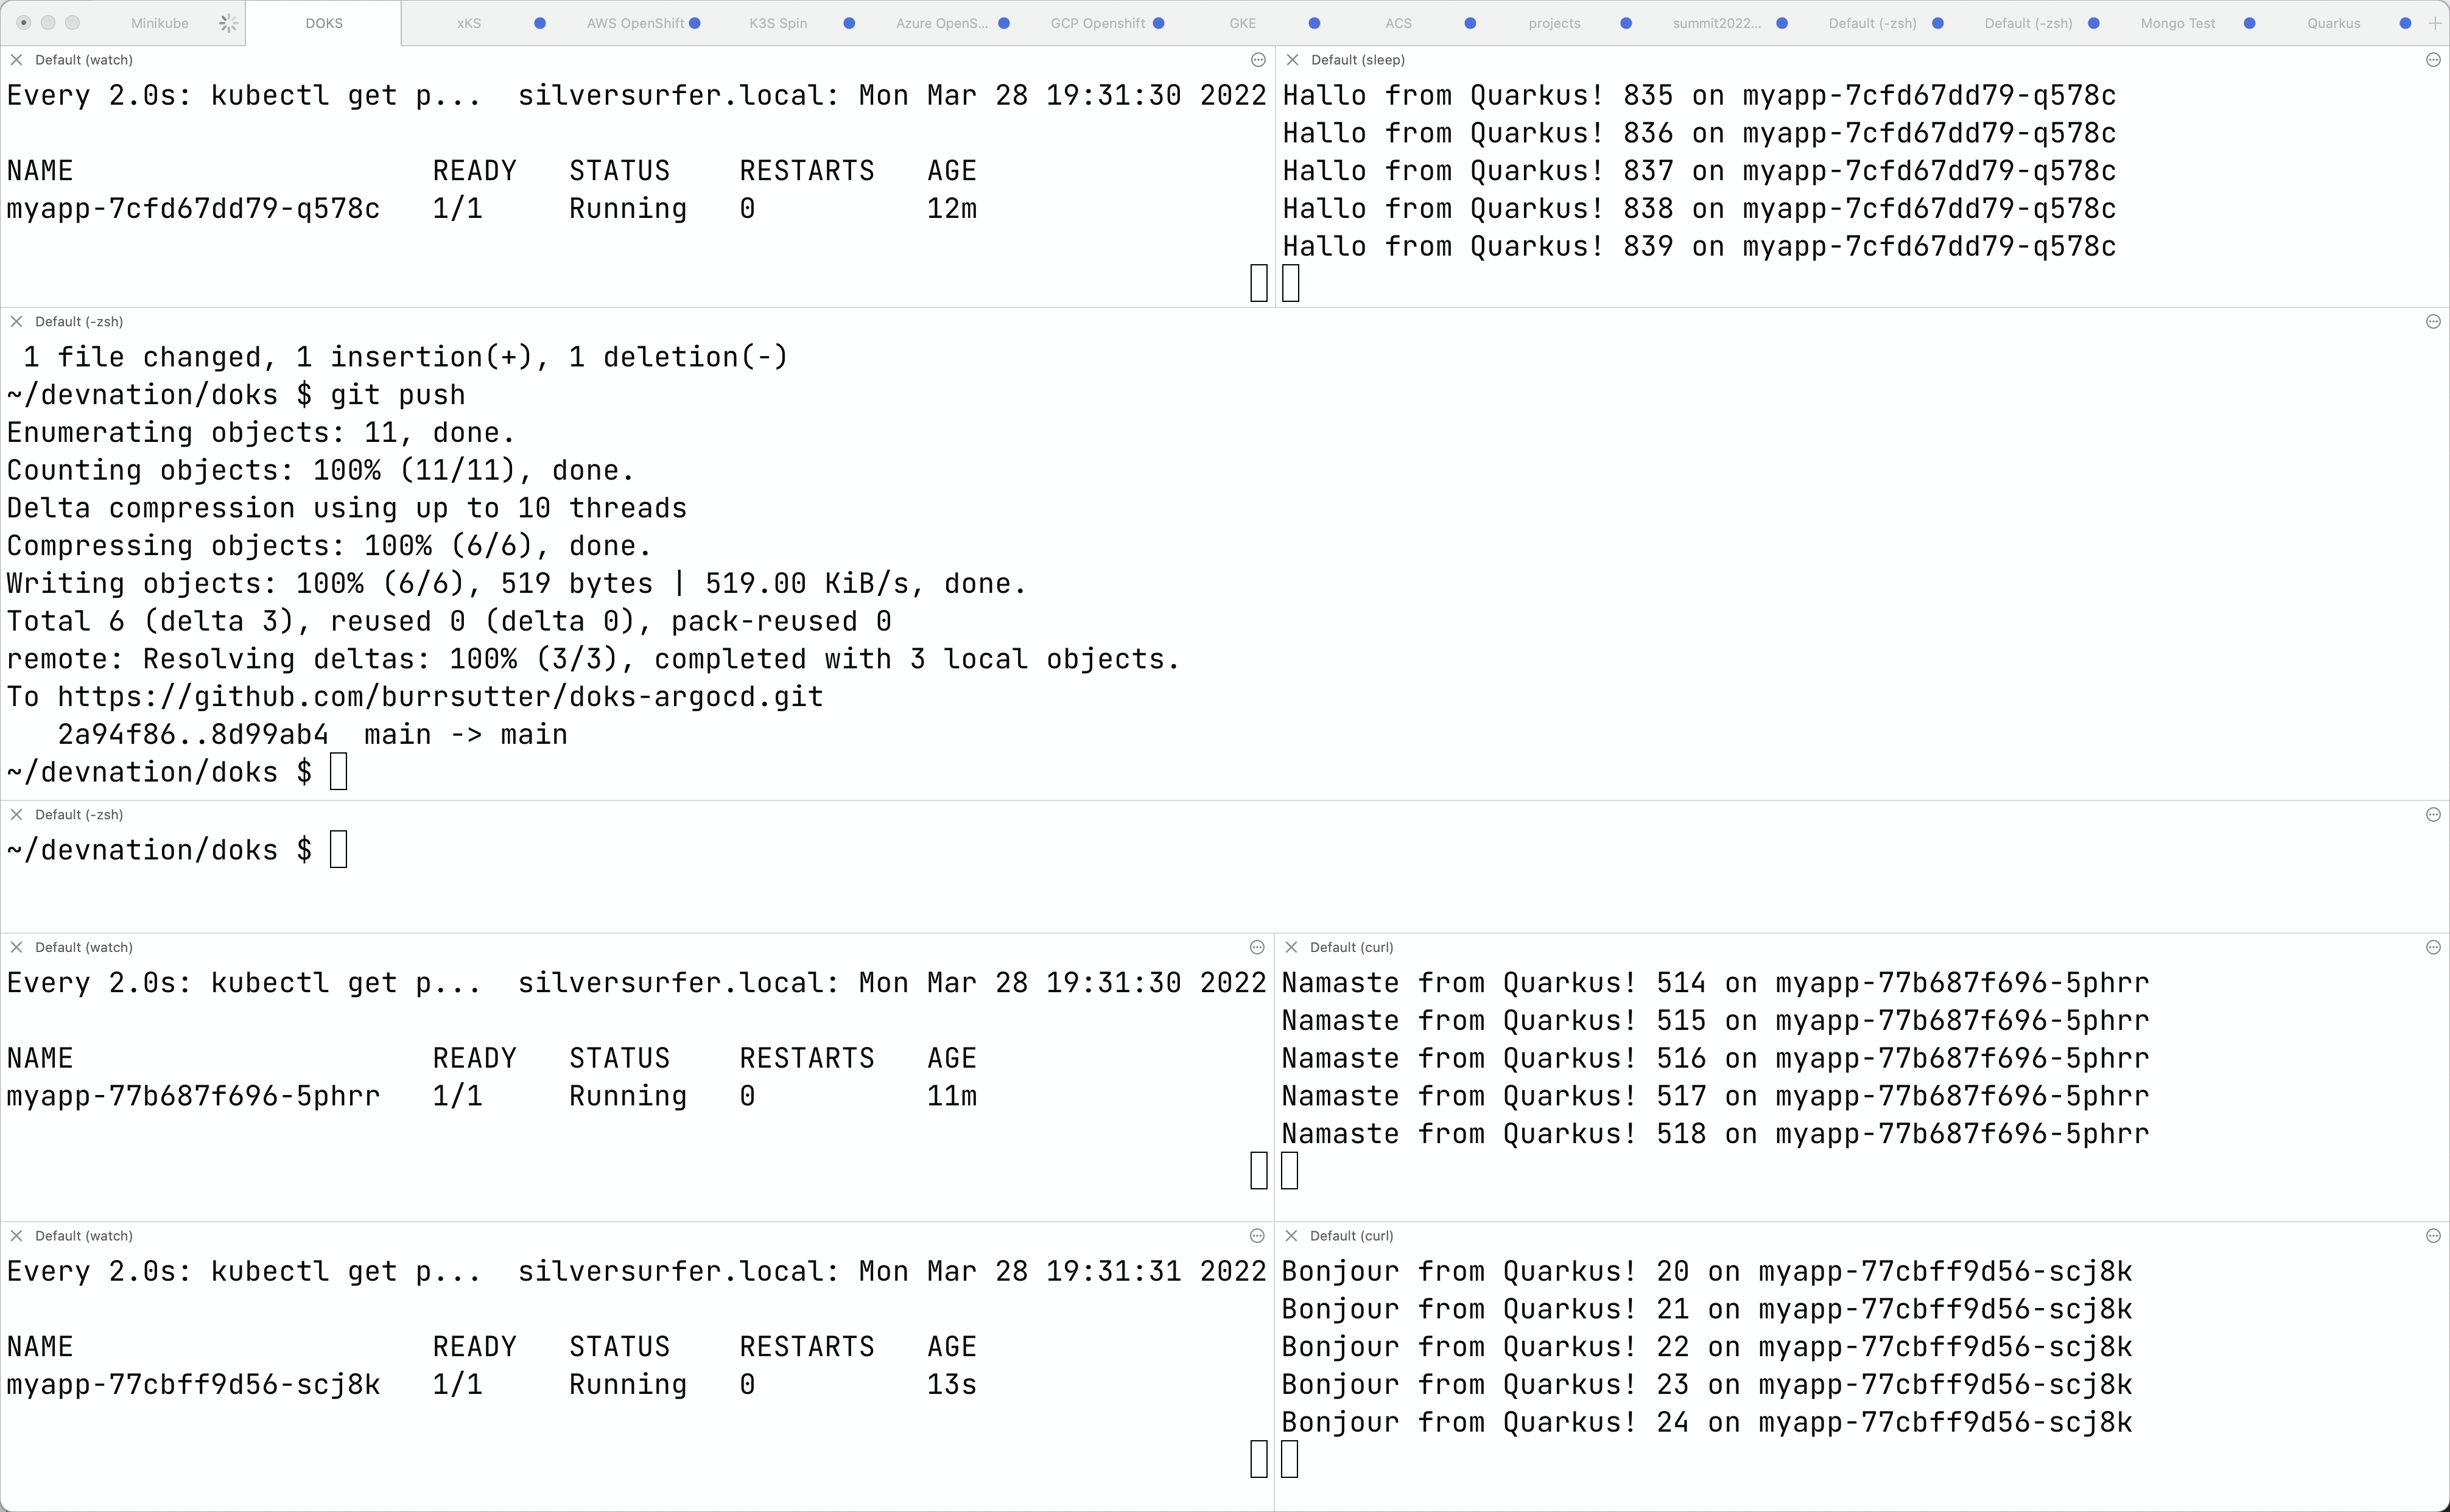 Minikube DOKS xKS AWS OpenShift K3S Spin Azure OpenS... GCP Openshift GKE ACS projects summit2022... Default (-zsh) Default (-zsh) Mongo Test Quarkus
Default (watch)
Every 2.0s: kubectl get p...  silversurfer.local: Mon Mar 28 19:31:30 2022
NAME READY STATUS RESTARTS AGE
myapp-7cfd67dd79-q578c 1/1 Running 0 12m
Default (sleep)
Hallo from Quarkus! 835 on myapp-7cfd67dd79-q578c
Hallo from Quarkus! 836 on myapp-7cfd67dd79-q578c
Hallo from Quarkus! 837 on myapp-7cfd67dd79-q578c
Hallo from Quarkus! 838 on myapp-7cfd67dd79-q578c
Hallo from Quarkus! 839 on myapp-7cfd67dd79-q578c
Default (-zsh)
1 file changed, 1 insertion(+), 1 deletion(-)
~/devnation/doks $ git push
Enumerating objects: 11, done.
Counting objects: 100% (11/11), done.
Delta compression using up to 10 threads
Compressing objects: 100% (6/6), done.
Writing objects: 100% (6/6), 519 bytes | 519.00 KiB/s, done.
Total 6 (delta 3), reused 0 (delta 0), pack-reused 0
remote: Resolving deltas: 100% (3/3), completed with 3 local objects.
To https://github.com/burrsutter/doks-argocd.git
2a94f86..8d99ab4  main -> main
~/devnation/doks $
Default (-zsh)
~/devnation/doks $
Default (watch)
Every 2.0s: kubectl get p...  silversurfer.local: Mon Mar 28 19:31:30 2022
NAME READY STATUS RESTARTS AGE
myapp-77b687f696-5phrr 1/1 Running 0 11m
Default (curl)
Namaste from Quarkus! 514 on myapp-77b687f696-5phrr
Namaste from Quarkus! 515 on myapp-77b687f696-5phrr
Namaste from Quarkus! 516 on myapp-77b687f696-5phrr
Namaste from Quarkus! 517 on myapp-77b687f696-5phrr
Namaste from Quarkus! 518 on myapp-77b687f696-5phrr
Default (watch)
Every 2.0s: kubectl get p...  silversurfer.local: Mon Mar 28 19:31:31 2022
NAME READY STATUS RESTARTS AGE
myapp-77cbff9d56-scj8k 1/1 Running 0 13s
Default (curl)
Bonjour from Quarkus! 20 on myapp-77cbff9d56-scj8k
Bonjour from Quarkus! 21 on myapp-77cbff9d56-scj8k
Bonjour from Quarkus! 22 on myapp-77cbff9d56-scj8k
Bonjour from Quarkus! 23 on myapp-77cbff9d56-scj8k
Bonjour from Quarkus! 24 on myapp-77cbff9d56-scj8k